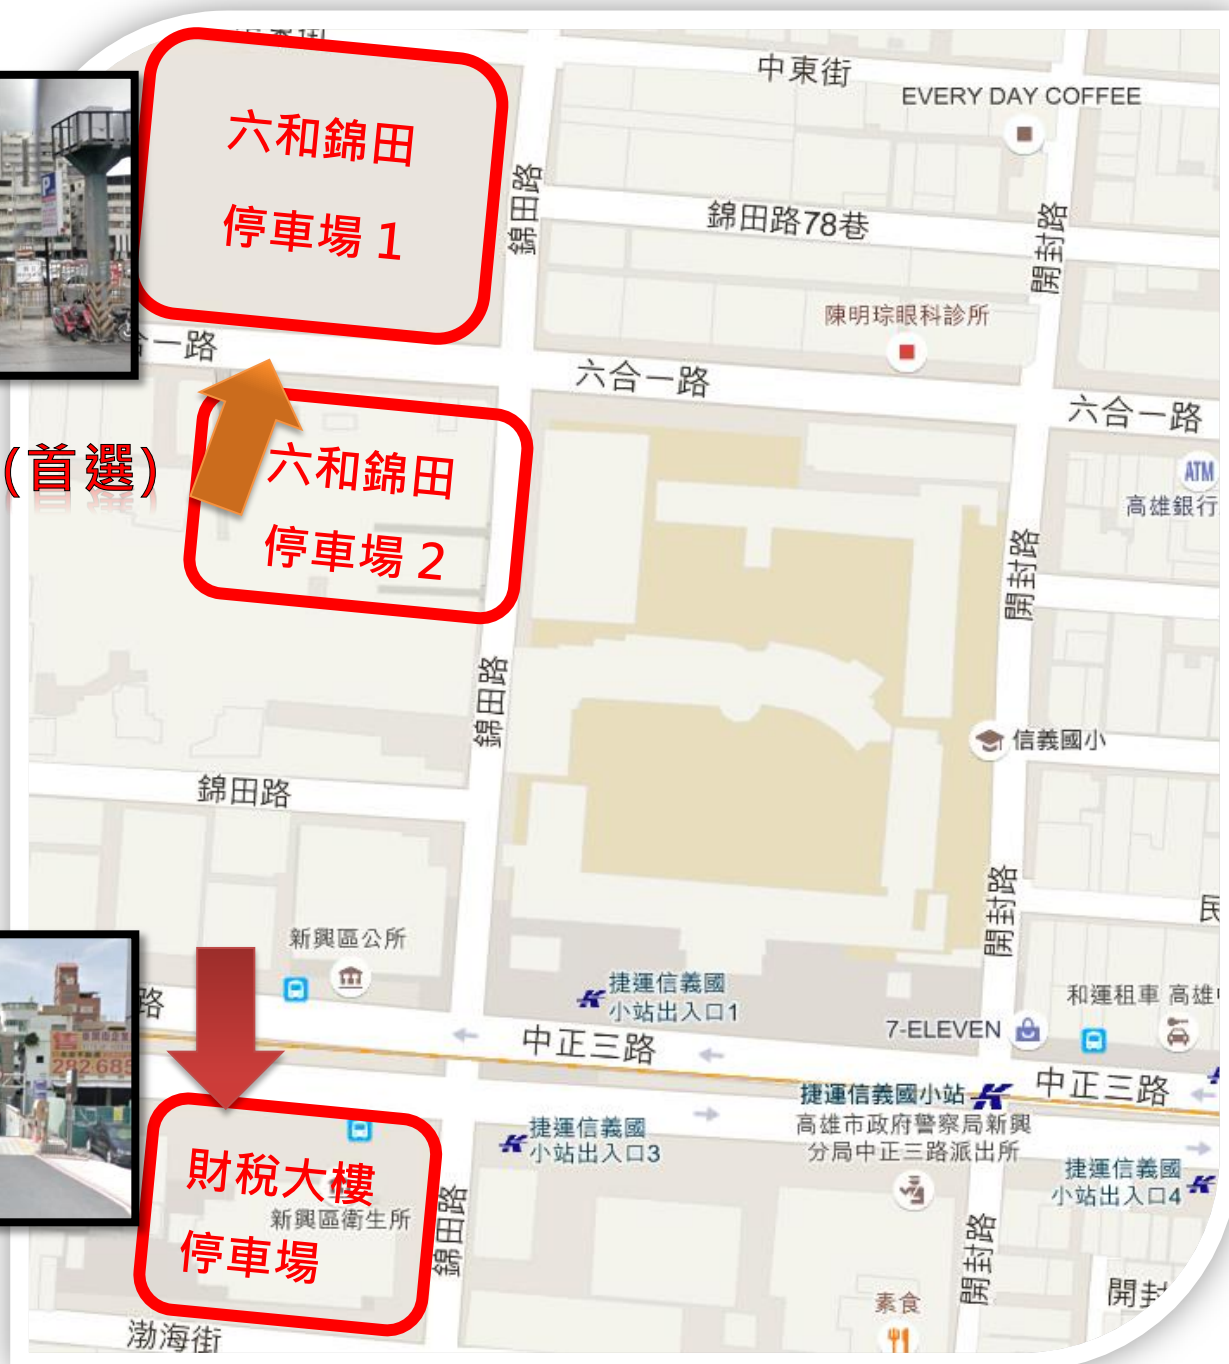 中東街
EVERY DAY COFFEE
六和錦田
停車場 1
錦田路
錦田路78巷
開封路
陳明琮眼科診所
一路
六合一路
六合一路
(首選)
六和錦田
停車場 2
ATM
高雄銀行
開封路
錦田路
信義國小
錦田路
開封路
新興區公所
路
捷運信義國
小站出入口1
和運租車 高雄
7-ELEVEN
中正三路
中正三路
捷運信義國小站
高雄市政府警察局新興
分局中正三路派出所
捷運信義國
小站出入口3
捷運信義國
小站出入口4
財稅大樓
停車場
新興區衛生所
錦田路
開封路
開封
素食
渤海街
P
282-685